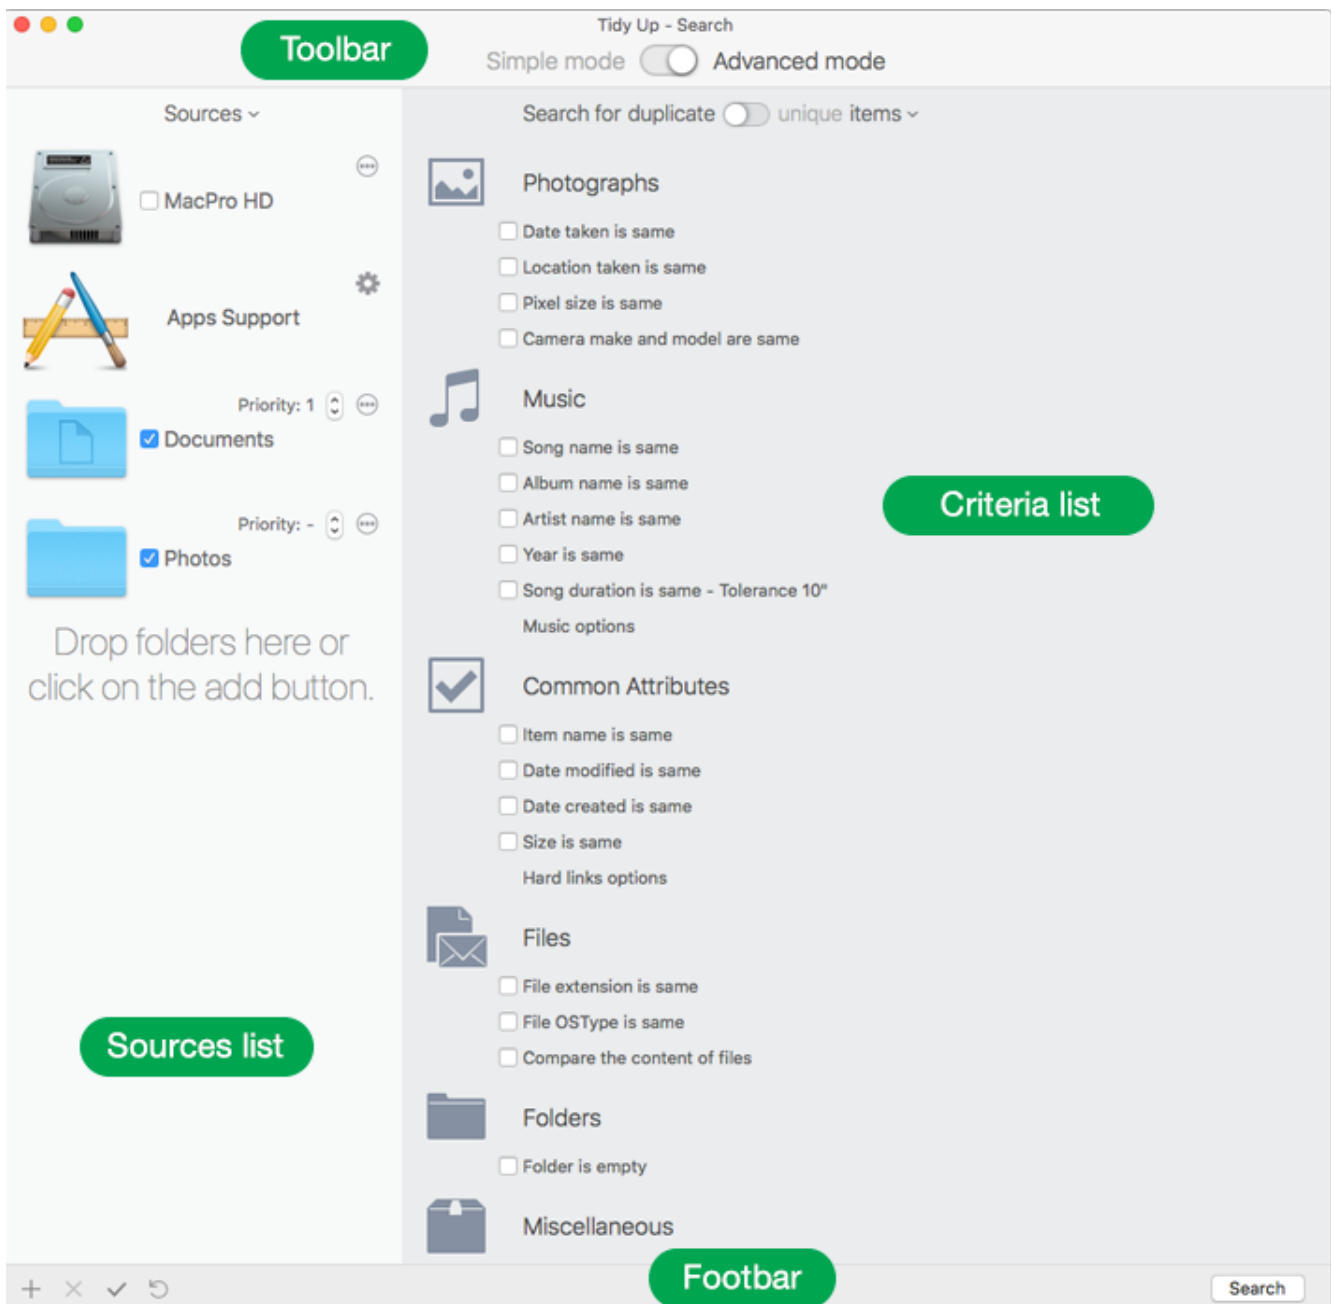 Tidy Up - Search
Toolbar
Simple mode Advanced mode
Sources
MacPro HD
Apps Support
Priority: 1
Documents
Priority: -
Photos
Drop folders here or
click on the add button.
Sources list
Search for duplicate unique items
Photographs
Date taken is same
Location taken is same
Pixel size is same
Camera make and model are same
Music
Song name is same
Album name is same
Artist name is same
Year is same
Song duration is same - Tolerance 10"
Music options
Criteria list
Common Attributes
Item name is same
Date modified is same
Date created is same
Size is same
Hard links options
Files
File extension is same
File OSType is same
Compare the content of files
Folders
Folder is empty
Miscellaneous
Footbar
Search